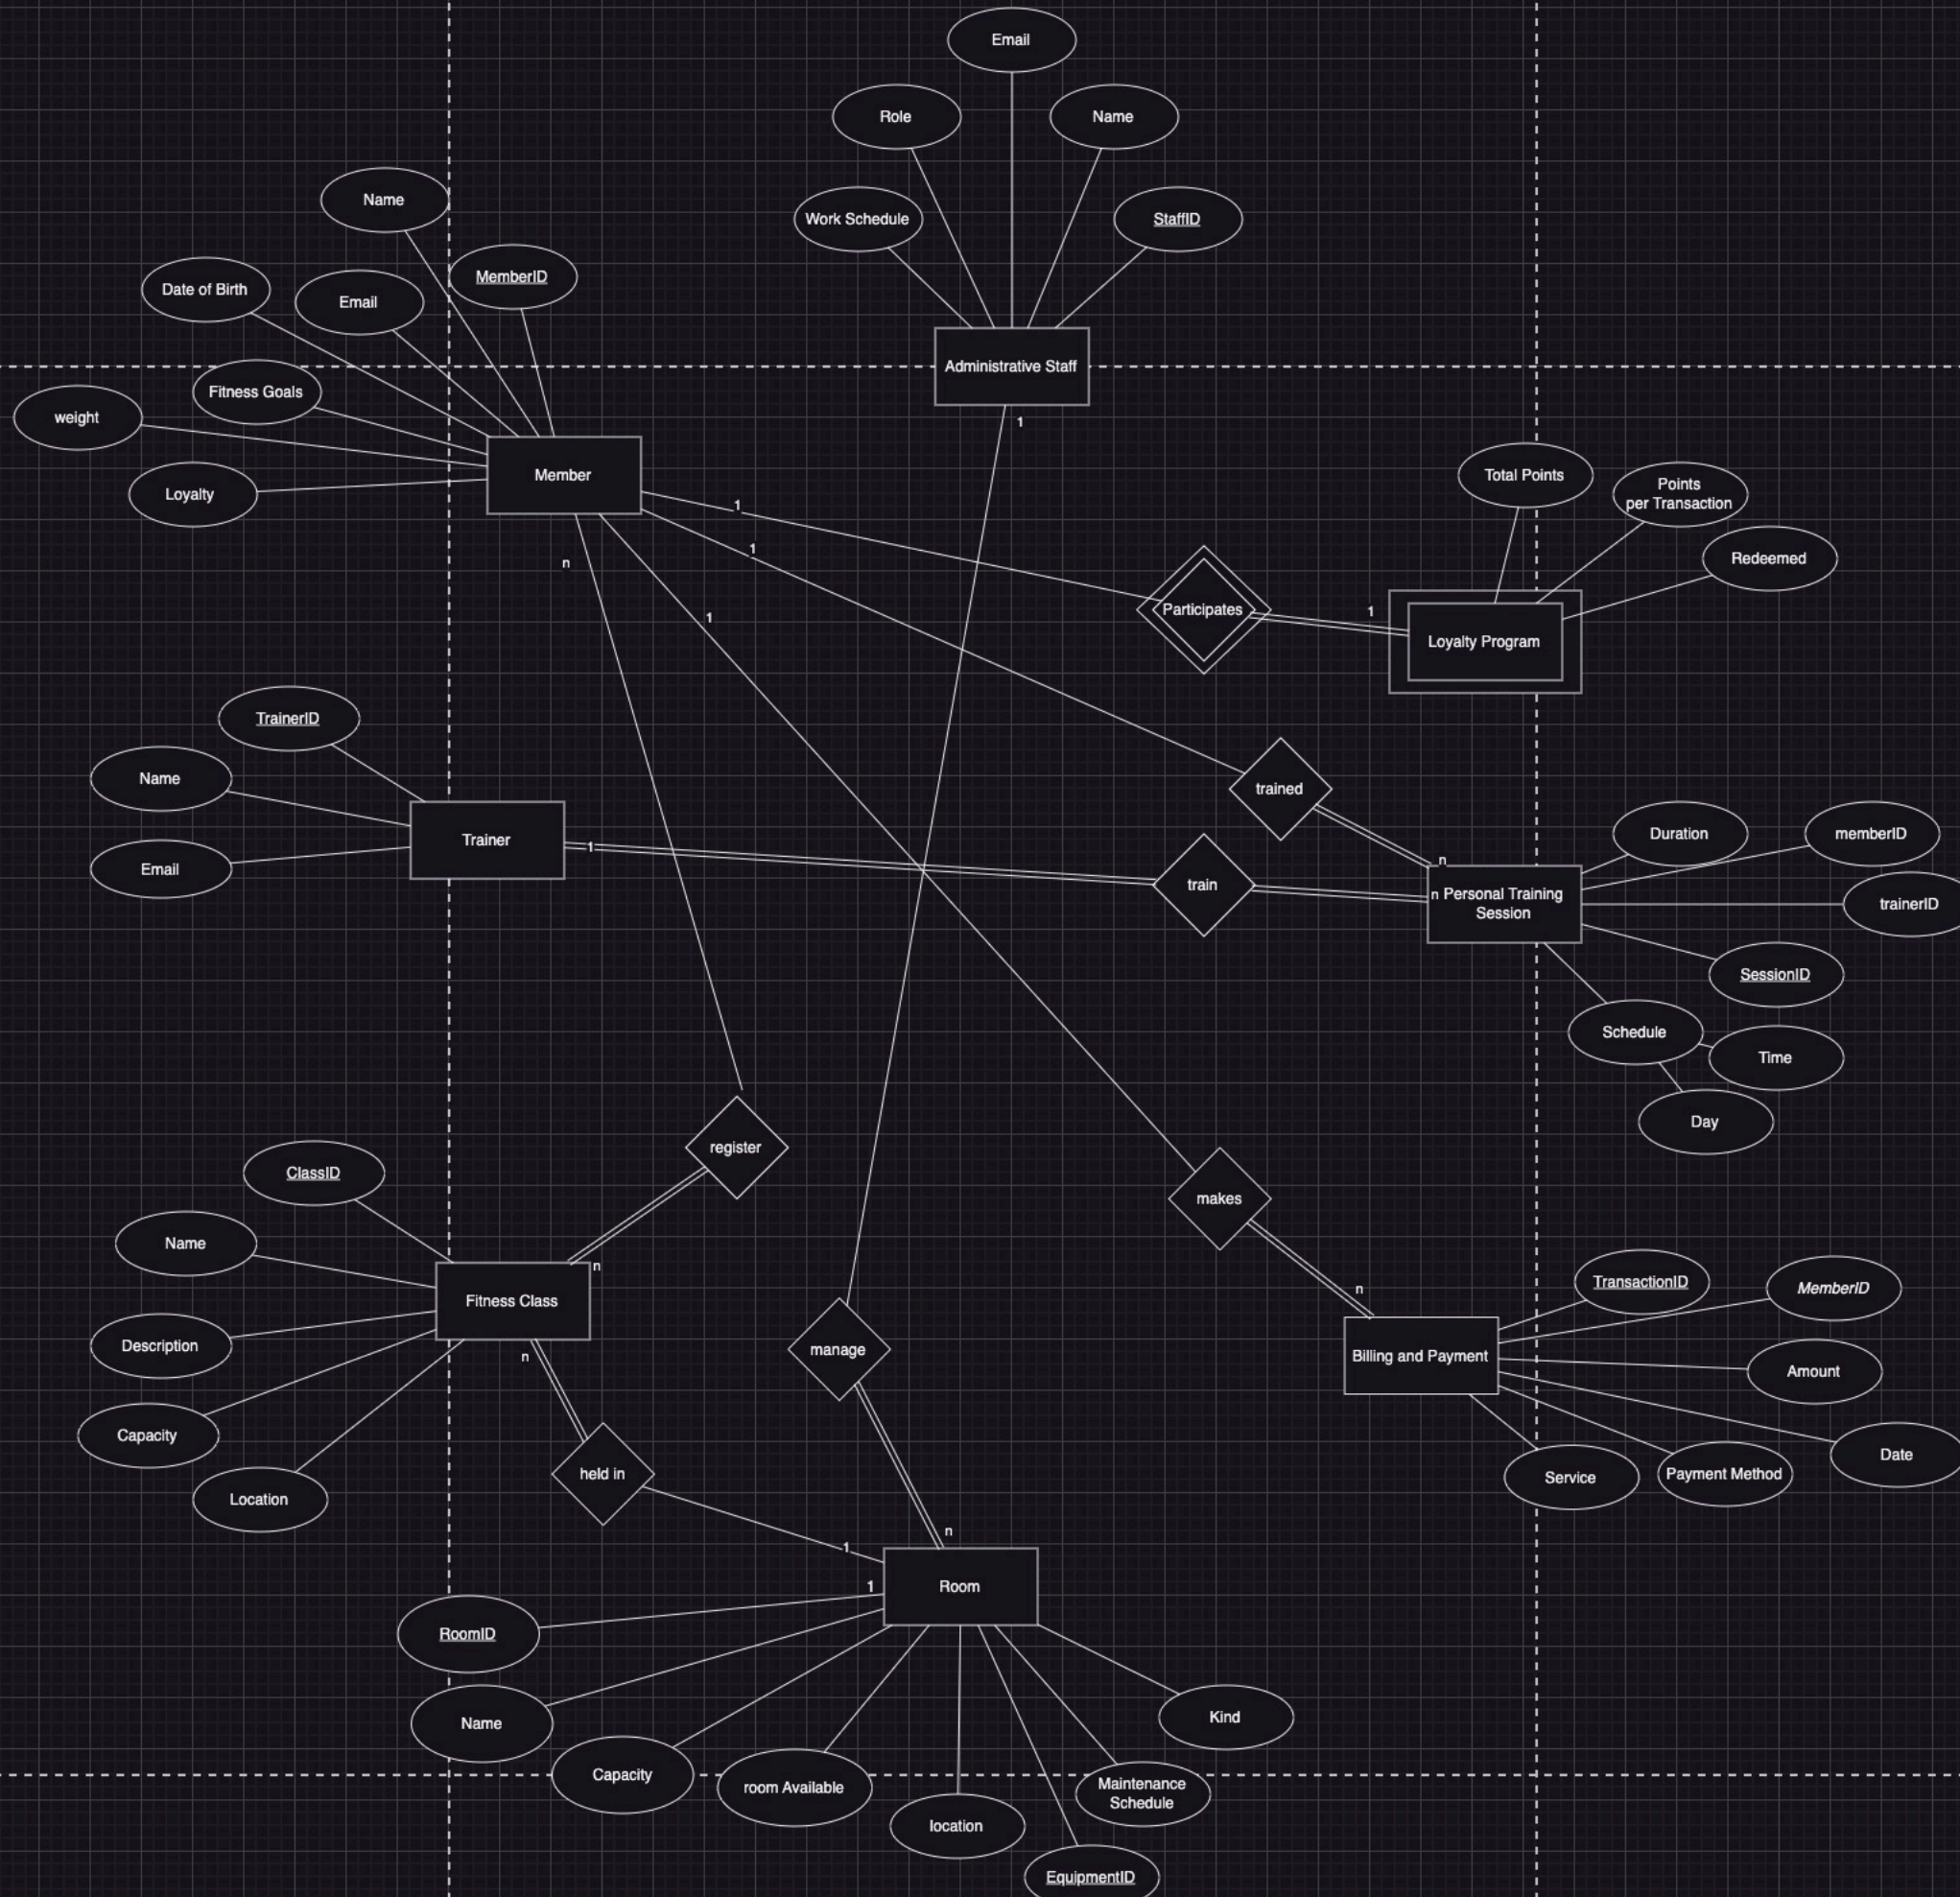 Email
Role
Name
Work Schedule
StaffID
Administrative Staff
1
Name
MemberID
Date of Birth
Email
Fitness Goals
weight
Loyalty
Member
1
1
n
1
Total Points
Points
per Transaction
Redeemed
Participates
1
Loyalty Program
TrainerID
Name
Email
Trainer
1
trained
train
n
n
Personal Training
Session
Duration
memberID
trainerID
SessionID
Schedule
Time
Day
register
makes
ClassID
Name
Description
Capacity
Location
Fitness Class
n
n
manage
held in
n
TransactionID
MemberID
Billing and Payment
Amount
Date
Payment Method
Service
n
1
1
Room
RoomID
Name
Capacity
room Available
location
EquipmentID
Maintenance
Schedule
Kind